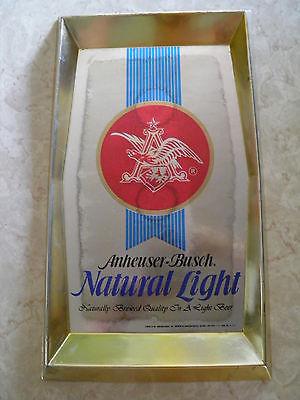 A
®
Anheuser-Busch.
Natural Light
Naturally Brewed Quality In A Light Beer